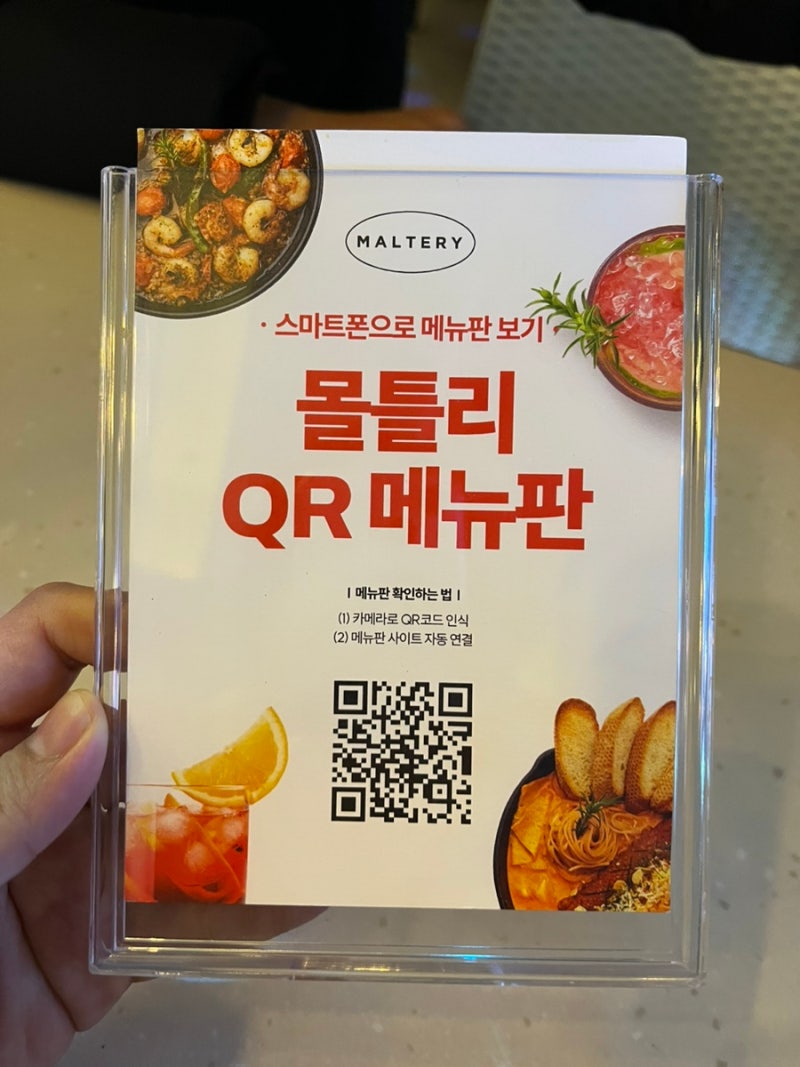 MALTERY
· 스마트폰으로 메뉴판 보기 ·
몰틀리
QR 메뉴판
| 메뉴판 확인하는 법 |
(1) 카메라로 QR코드 인식
(2) 메뉴판 사이트 자동 연결